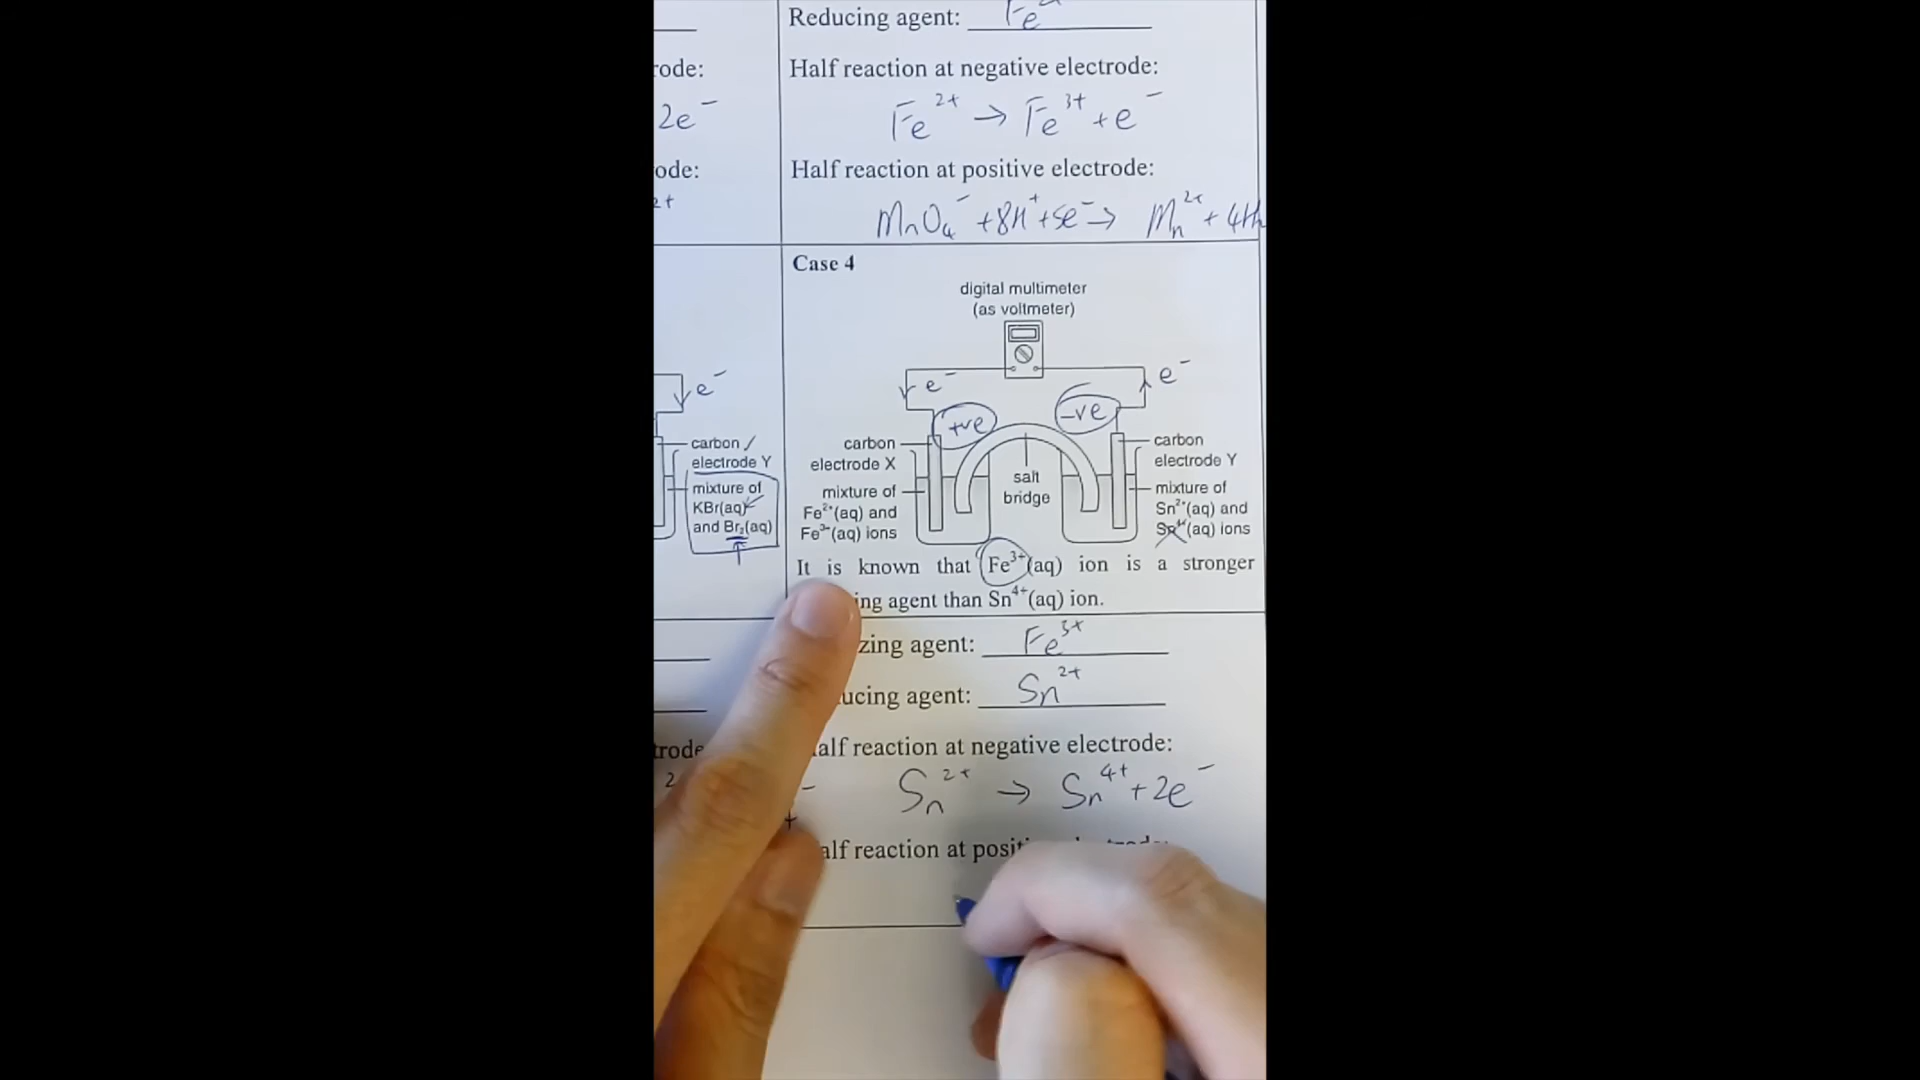 Reducing agent: Fe
rode:
Half reaction at negative electrode:
2e⁻
Fe²⁺ → Fe³⁺ + e⁻
ode:
Half reaction at positive electrode:
2+
MnO₄⁻ + 8H⁺ + 5e⁻ → Mn²⁺ + 4H
Case 4
digital multimeter
(as voltmeter)
e⁻
e⁻
e⁻
+ve
-ve
carbon
electrode Y
mixture of
KBr(aq)
and Br₂(aq)
carbon
electrode X
mixture of
Fe²⁺(aq) and
Fe³⁺(aq) ions
salt
bridge
carbon
electrode Y
mixture of
Sn²⁺(aq) and
Sn⁴⁺(aq) ions
It is known that Fe³⁺(aq) ion is a stronger
ing agent than Sn⁴⁺(aq) ion.
zing agent: Fe³⁺
ucing agent: Sn²⁺
trode
alf reaction at negative electrode:
2
Sn²⁺ → Sn⁴⁺ + 2e⁻
alf reaction at posit